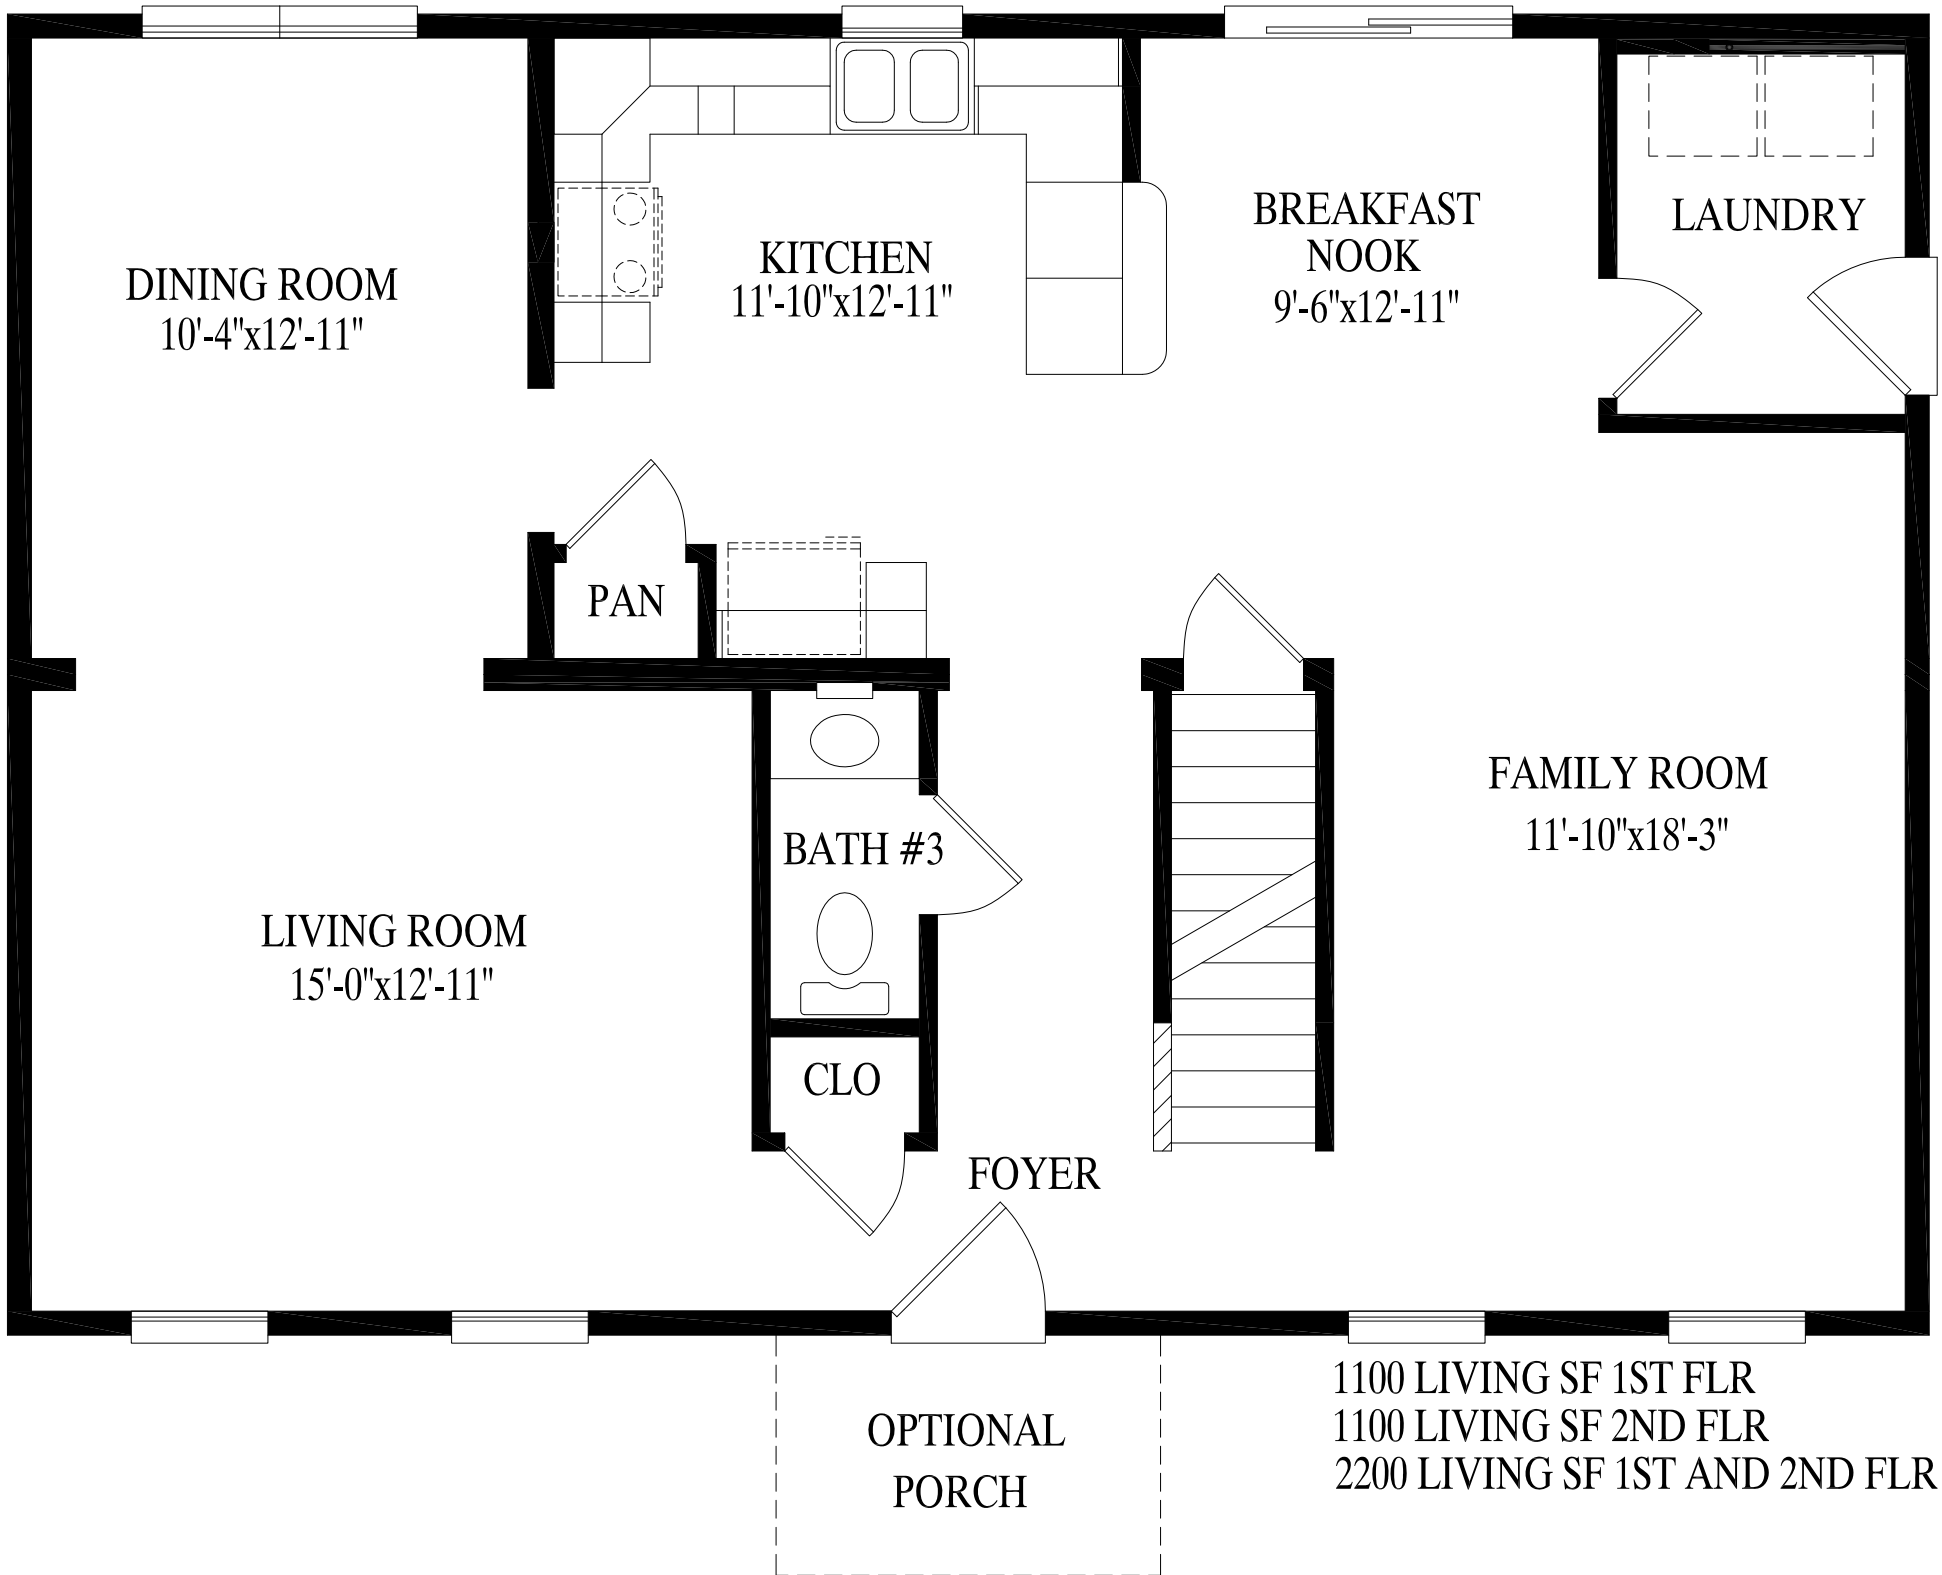 BREAKFAST
NOOK
9'-6"x12'-11"
LAUNDRY
KITCHEN
11'-10"x12'-11"
DINING ROOM
10'-4"x12'-11"
PAN
FAMILY ROOM
11'-10"x18'-3"
BATH #3
LIVING ROOM
15'-0"x12'-11"
CLO
FOYER
OPTIONAL
PORCH
1100 LIVING SF 1ST FLR
1100 LIVING SF 2ND FLR
2200 LIVING SF 1ST AND 2ND FLR